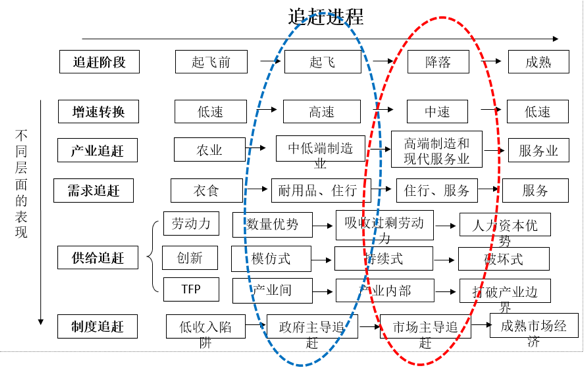 追赶进程
追赶阶段 起飞前 起飞 降落 成熟
增速转换 低速 高速 中速 低速
产业追赶 农业 中低端制造业 高端制造和现代服务业 服务业
需求追赶 衣食 耐用品、住行 住行、服务 服务
供给追赶
劳动力 数量优势 吸收过剩劳动力 人力资本优势
创新 模仿式 持续式 破坏式
TFP 产业间 产业内部 打破产业边界
制度追赶 低收入陷阱 政府主导追赶 市场主导追赶 成熟市场经济
不同层面的表现